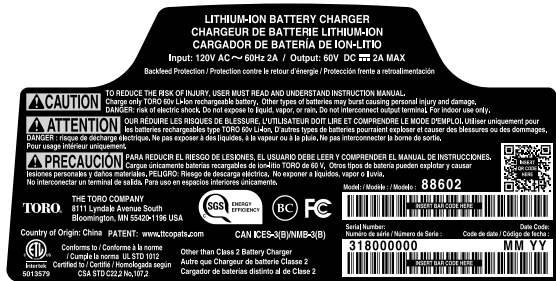 LITHIUM-ION BATTERY CHARGER
CHARGEUR DE BATTERIE LITHIUM-ION
CARGADOR DE BATERÍA DE ION-LITIO
Input: 120V AC~ 60Hz 2A / Output: 60V DC 2A MAX
Backfeed Protection / Protection contre le retour d'énergie / Protección frente a retroalimentación
CAUTION TO REDUCE THE RISK OF INJURY, USER MUST READ AND UNDERSTAND INSTRUCTION MANUAL.
Charge only TORO 60v Li-Ion rechargeable battery. Other types of batteries may burst causing personal injury and damage,
DANGER: risk of electric shock. Do not expose to liquid, vapor, or rain. Do not interconnect output terminal. For indoor use only.
ATTENTION OUR RÉDUIRE LES RISQUES DE BLESSURE, L'UTILISATEUR DOIT LIRE ET COMPRENDRE LE MODE D'EMPLOI. Utiliser uniquement pour
les batteries rechargeables type TORO 60v Li-Ion, D'autres types de batteries pourraient exploser et causer des blessures ou des dommages,
DANGER : risque de décharge électrique, Ne pas exposer à des liquides, à la vapeur ou à la pluie, Ne pas interconnecter la borne de sortie.
Pour usage intérieur uniquement.
PRECAUCIÓN PARA REDUCIR EL RIESGO DE LESIONES, EL USUARIO DEBE LEER Y COMPRENDER EL MANUAL DE INSTRUCCIONES.
Cargue únicamente baterías recargables de ion-litio TORO de 60 V, Otros tipos de batería pueden explotar y causar
lesiones personales y daños materiales, PELIGRO: Riesgo de descarga eléctrica, No exponer a líquidos, vapor o lluvia.
No interconectar un terminal de salida. Para uso en espacios interiores únicamente.
INSERT
QR CODE
HERE
Model: / Modèle : / Modelo : 88602
INSERT BAR CODE HERE
TORO.
THE TORO COMPANY
8111 Lyndale Avenue South
Bloomington, MN 55420-1196 USA
SGS ENERGY
EFFICIENCY
BC
FC
Country of Origin: China PATENT: www.ttcopats.com CAN ICES-3(B)/NMB-3(B)
Serial Number: Date Code:
Numéro de série / Número de Serie : Code de date / Código de fecha :
318000000 MM YY
INSERT BAR CODE HERE
ETL
Intertek
5013579
Conforms to / Conforme à la norme
/ Cumple la norma UL STD 1012
Certified to / Certifié / Homologada según
CSA STD C22,2 No,107,2
Other than Class 2 Battery Charger
Autre que Chargeur de batterie Classe 2
Cargador de baterías distinto al de Clase 2